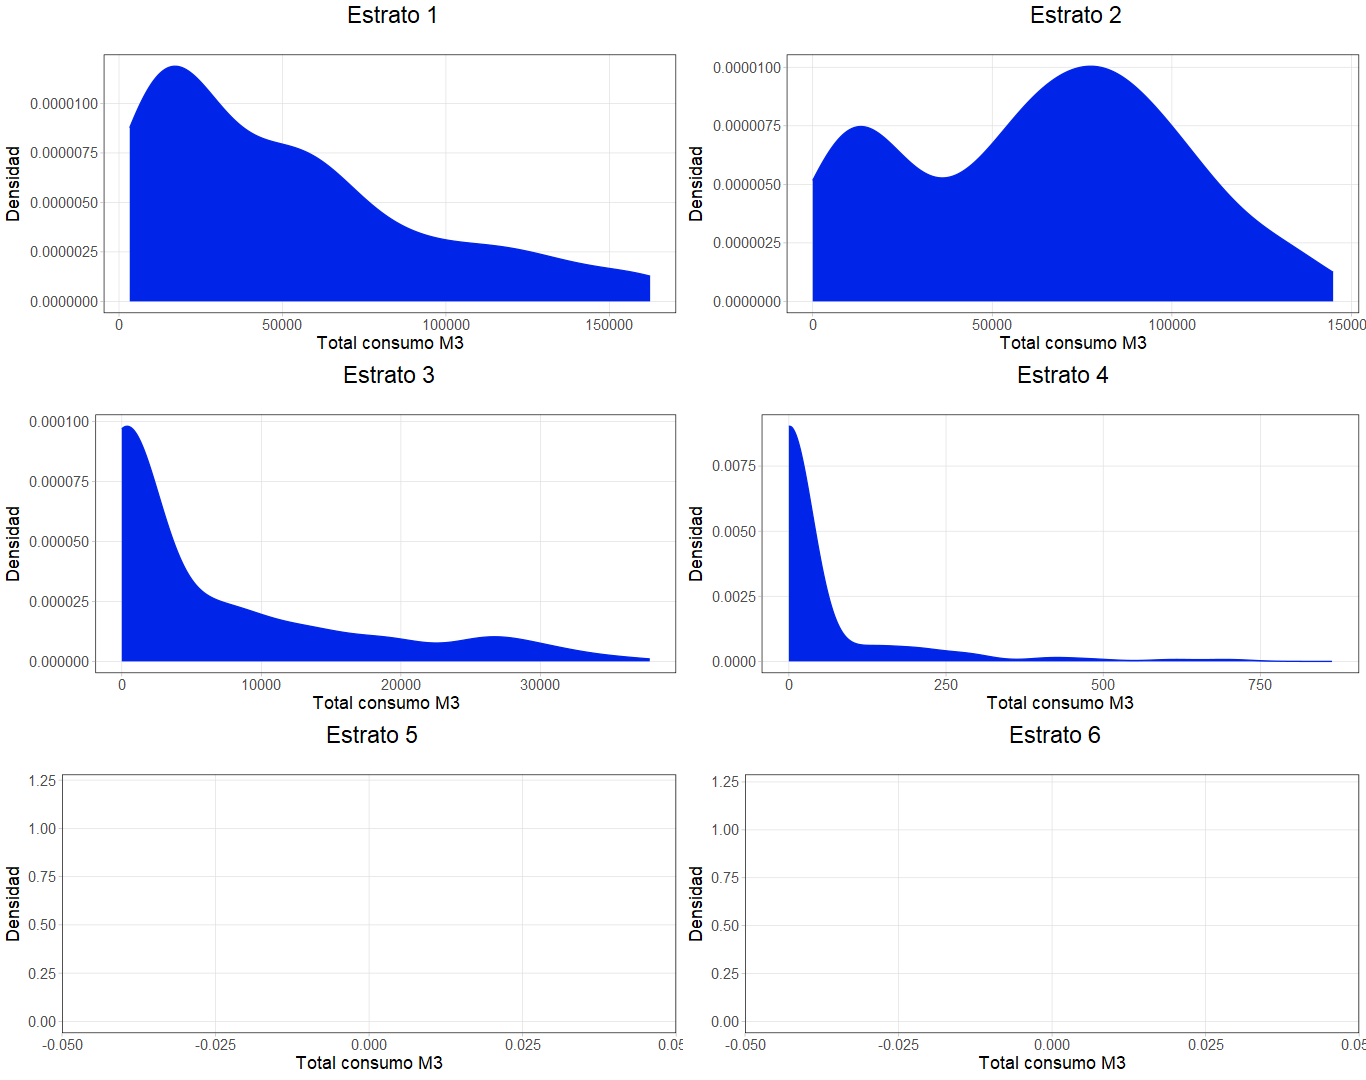 Estrato 1
Densidad
0.0000100
0.0000075
0.0000050
0.0000025
0.0000000
0 50000 100000 150000
Total consumo M3
Estrato 2
Densidad
0.0000100
0.0000075
0.0000050
0.0000025
0.0000000
0 50000 100000 15000
Total consumo M3
Estrato 3
Densidad
0.000100
0.000075
0.000050
0.000025
0.000000
0 10000 20000 30000
Total consumo M3
Estrato 4
Densidad
0.0075
0.0050
0.0025
0.0000
0 250 500 750
Total consumo M3
Estrato 5
Densidad
1.25
1.00
0.75
0.50
0.25
0.00
-0.050 -0.025 0.000 0.025 0.05
Total consumo M3
Estrato 6
Densidad
1.25
1.00
0.75
0.50
0.25
0.00
-0.050 -0.025 0.000 0.025 0.05
Total consumo M3